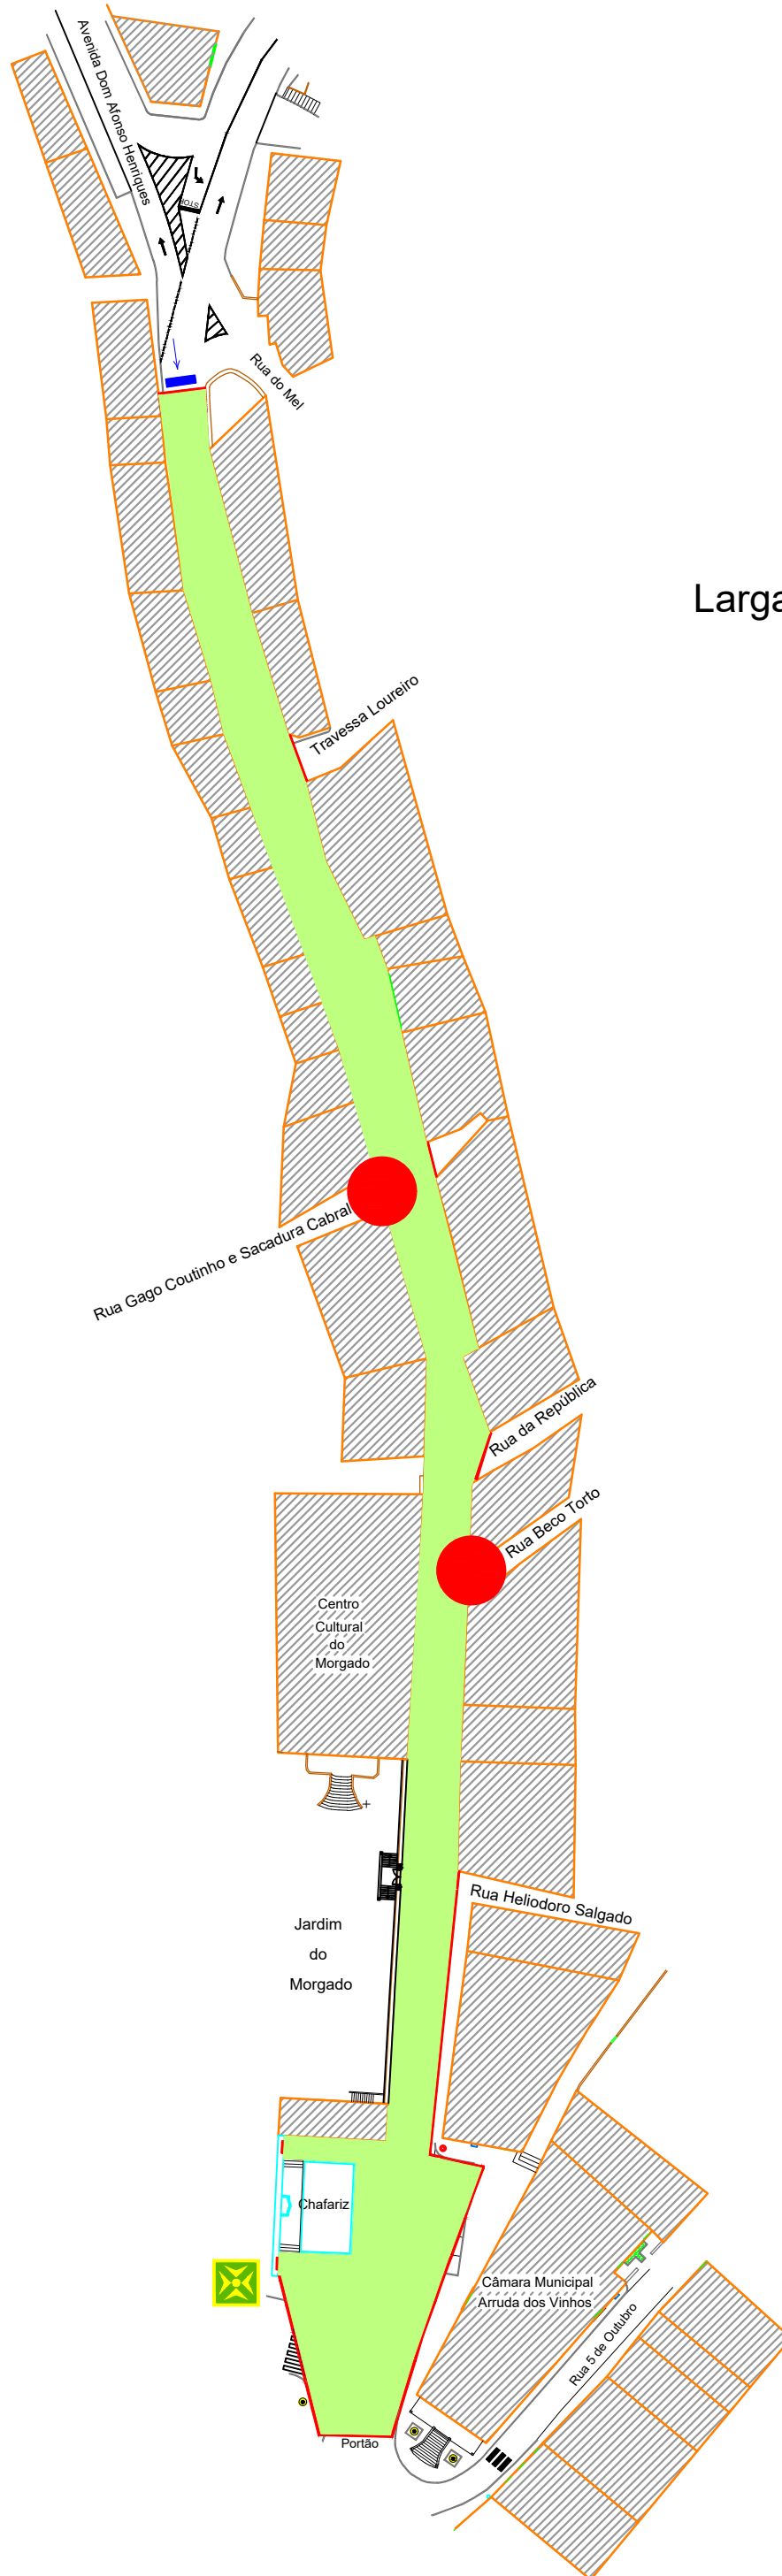 Avenida Dom Afonso Henriques
STOP
Rua do Mel
Larga
Travessa Loureiro
Rua Gago Coutinho e Sacadura Cabral
Rua da República
Rua Beco Torto
Centro
Cultural
do
Morgado
Rua Heliodoro Salgado
Jardim
do
Morgado
Chafariz
Câmara Municipal
Arruda dos Vinhos
Rua 5 de Outubro
Portão